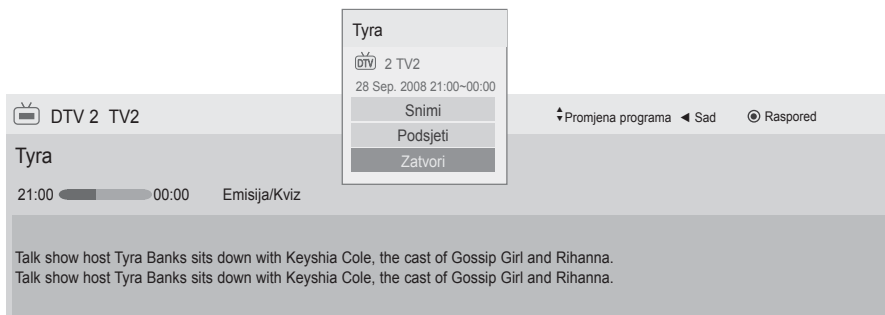 Tyra
DTV 2 TV2
28 Sep. 2008 21:00~00:00
Snimi
Podsjeti
Zatvori
DTV 2 TV2
Promjena programa ◄ Sad Raspored
Tyra
21:00 00:00 Emisija/Kviz
Talk show host Tyra Banks sits down with Keyshia Cole, the cast of Gossip Girl and Rihanna.
Talk show host Tyra Banks sits down with Keyshia Cole, the cast of Gossip Girl and Rihanna.